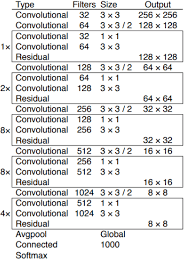 Type Filters Size Output
Convolutional 32 3 × 3 256 × 256
Convolutional 64 3 × 3 / 2 128 × 128
Convolutional 32 1 × 1
1× Convolutional 64 3 × 3
Residual 128 × 128
Convolutional 128 3 × 3 / 2 64 × 64
Convolutional 64 1 × 1
2× Convolutional 128 3 × 3
Residual 64 × 64
Convolutional 256 3 × 3 / 2 32 × 32
Convolutional 128 1 × 1
8× Convolutional 256 3 × 3
Residual 32 × 32
Convolutional 512 3 × 3 / 2 16 × 16
Convolutional 256 1 × 1
8× Convolutional 512 3 × 3
Residual 16 × 16
Convolutional 1024 3 × 3 / 2 8 × 8
Convolutional 512 1 × 1
4× Convolutional 1024 3 × 3
Residual 8 × 8
Avgpool Global
Connected 1000
Softmax